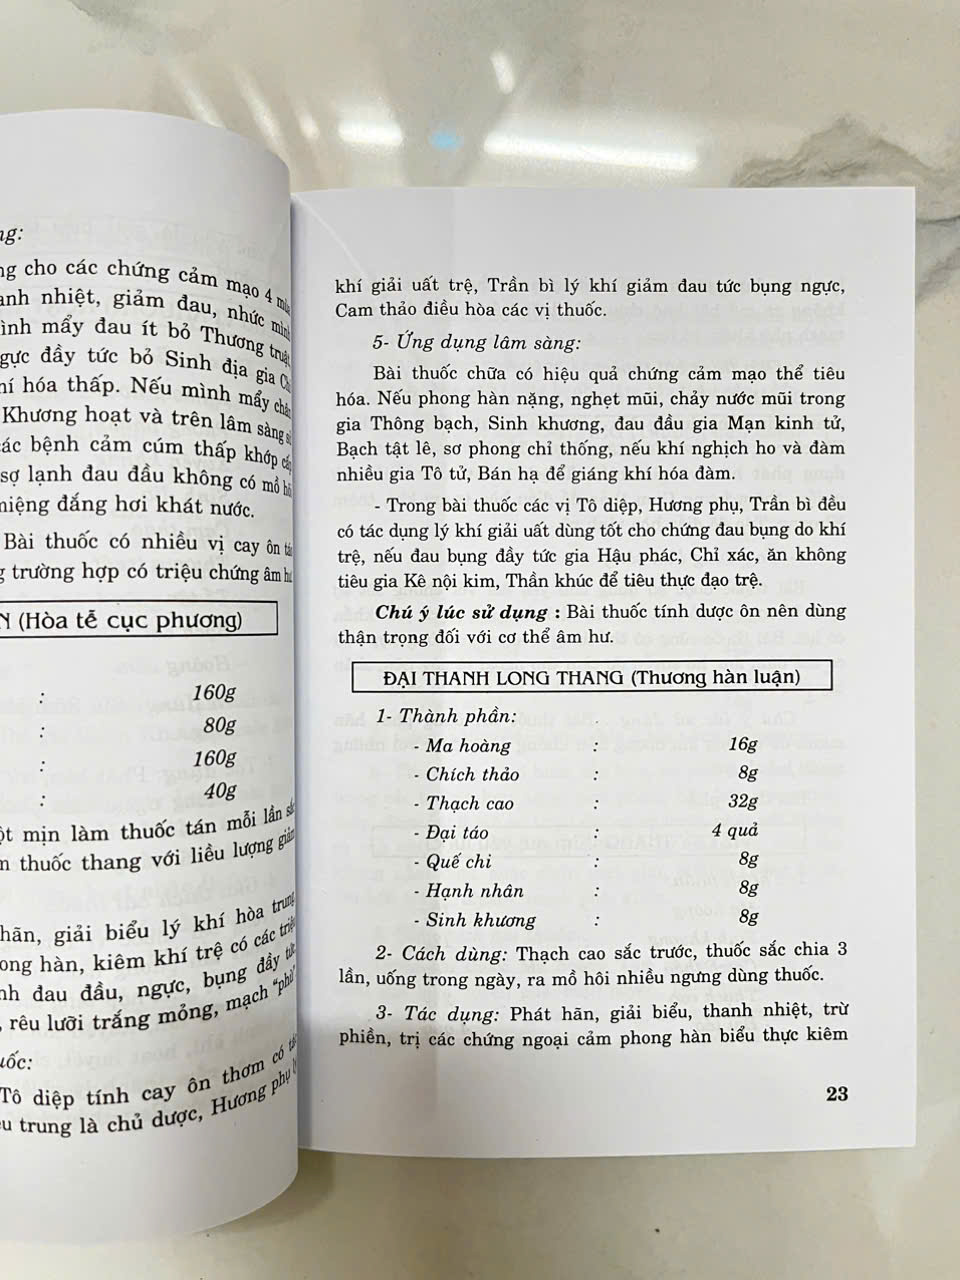 ng:
ng cho các chứng cảm mạo 4 mùa
anh nhiệt, giảm đau, nhức mình
ình mẩy đau ít bỏ Thương truật
gực đầy tức bỏ Sinh địa gia
hí hóa thấp. Nếu mình mẩy
Khương hoạt và trên lâm sàng
các bệnh cảm cúm thấp khớp
sợ lạnh đau đầu không có mồ hôi
miệng đắng hơi khát nước.
Bài thuốc có nhiều vị cay ôn
g trường hợp có triệu chứng âm hư
N (Hòa tễ cục phương)
: 160g
: 80g
: 160g
: 40g
ột mịn làm thuốc tán mỗi lần sắc
m thuốc thang với liều lượng giảm
hãn, giải biểu lý khí hòa trung
ong hàn, kiêm khí trệ có các triệu
nh đau đầu, ngực, bụng đầy tức,
, rêu lưỡi trắng mỏng, mạch "phù"
uốc:
Tô diệp tính cay ôn thơm có tác
u trung là chủ dược, Hương phụ
khí giải uất trệ, Trần bì lý khí giảm đau tức bụng ngực,
Cam thảo điều hòa các vị thuốc.
5- Ứng dụng lâm sàng:
Bài thuốc chữa có hiệu quả chứng cảm mạo thể tiêu
hóa. Nếu phong hàn nặng, nghẹt mũi, chảy nước mũi trong
gia Thông bạch, Sinh khương, đau đầu gia Mạn kinh tử,
Bạch tật lê, sơ phong chỉ thống, nếu khí nghịch ho và đàm
nhiều gia Tô tử, Bán hạ để giáng khí hóa đàm.
- Trong bài thuốc các vị Tô diệp, Hương phụ, Trần bì đều
có tác dụng lý khí giải uất dùng tốt cho chứng đau bụng do khí
trệ, nếu đau bụng đầy tức gia Hậu phác, Chỉ xác, ăn không
tiêu gia Kê nội kim, Thần khúc để tiêu thực đạo trệ.
Chú ý lúc sử dụng : Bài thuốc tính dược ôn nên dùng
thận trọng đối với cơ thể âm hư.
ĐẠI THANH LONG THANG (Thương hàn luận)
1- Thành phần:
- Ma hoàng : 16g
- Chích thảo : 8g
- Thạch cao : 32g
- Đại táo : 4 quả
- Quế chi : 8g
- Hạnh nhân : 8g
- Sinh khương : 8g
2- Cách dùng: Thạch cao sắc trước, thuốc sắc chia 3
lần, uống trong ngày, ra mồ hôi nhiều ngưng dùng thuốc.
3- Tác dụng: Phát hãn, giải biểu, thanh nhiệt, trừ
phiền, trị các chứng ngoại cảm phong hàn biểu thực kiêm
23